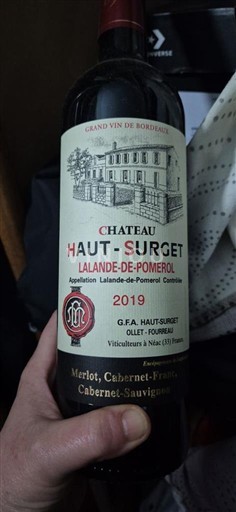 CONVERSE
GRAND VIN DE BORDEAUX
CHATEAU
HAUT-SURGET
LALANDE-DE-POMEROL
Appellation Lalande-de-Pomerol Contrôlée
2019
G.F.A. HAUT-SURGET
OLLET - FOURREAU
Viticulteurs à Néac (33) France
Merlot, Cabernet-Franc,
Cabernet-Sauvignon